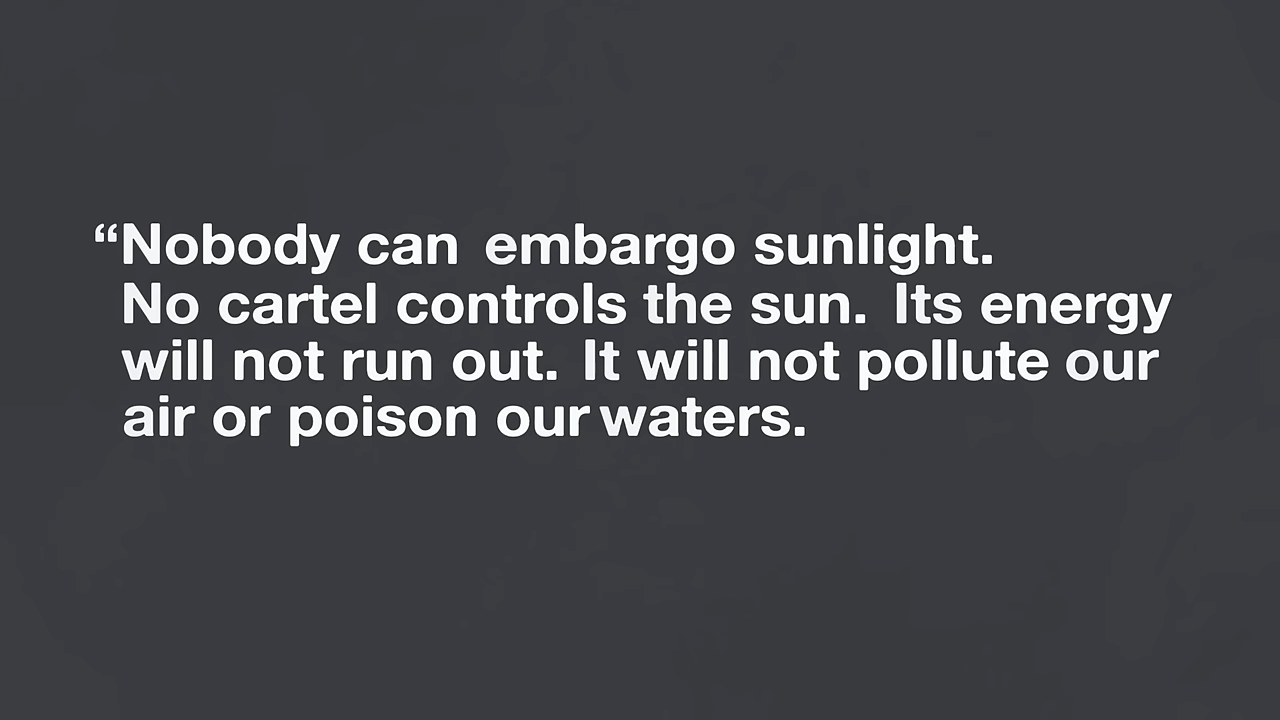 “Nobody can embargo sunlight.
No cartel controls the sun. Its energy
will not run out. It will not pollute our
air or poison our waters.